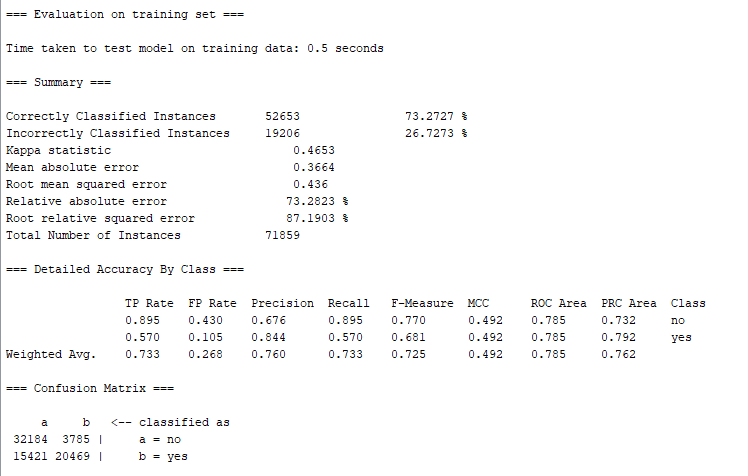 === Evaluation on training set ===
Time taken to test model on training data: 0.5 seconds
=== Summary ===
Correctly Classified Instances 52653 73.2727 %
Incorrectly Classified Instances 19206 26.7273 %
Kappa statistic 0.4653
Mean absolute error 0.3664
Root mean squared error 0.436
Relative absolute error 73.2823 %
Root relative squared error 87.1903 %
Total Number of Instances 71859
=== Detailed Accuracy By Class ===
TP Rate FP Rate Precision Recall F-Measure MCC ROC Area PRC Area Class
0.895 0.430 0.676 0.895 0.770 0.492 0.785 0.732 no
0.570 0.105 0.844 0.570 0.681 0.492 0.785 0.792 yes
Weighted Avg. 0.733 0.268 0.760 0.733 0.725 0.492 0.785 0.762
=== Confusion Matrix ===
a b <-- classified as
32184 3785 | a = no
15421 20469 | b = yes